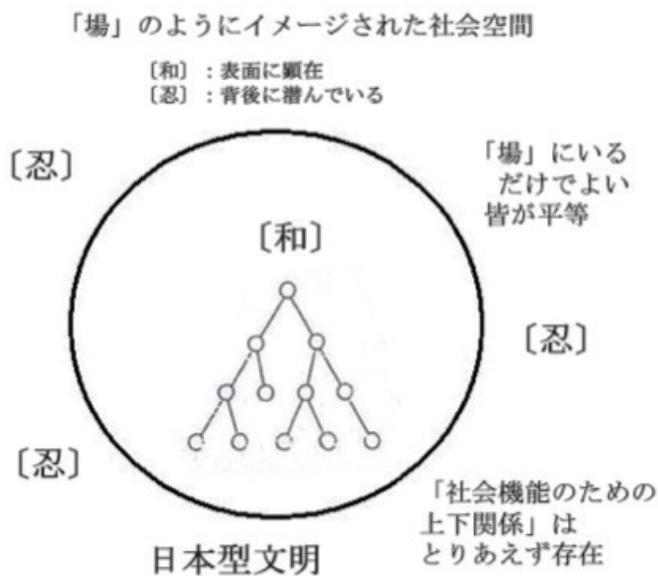 「場」のようにイメージされた社会空間
〔和〕：表面に顕在
〔忍〕：背後に潜んでいる
〔忍〕
「場」にいる
だけでよい
皆が平等
〔和〕
〔忍〕
〔忍〕
「社会機能のための
上下関係」は
とりあえず存在
日本型文明